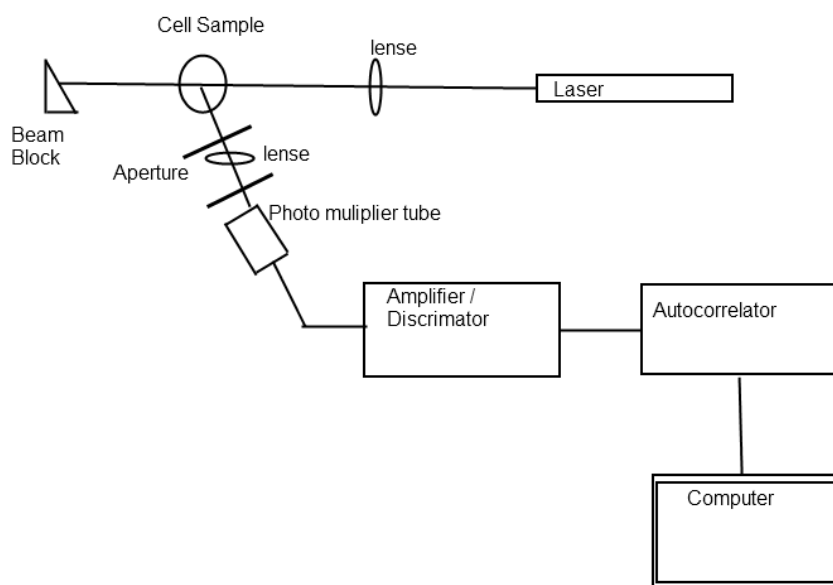 Cell Sample
lense
Laser
Beam
Block
lense
Aperture
Photo muliplier tube
Amplifier /
Discrimator
Autocorrelator
Computer